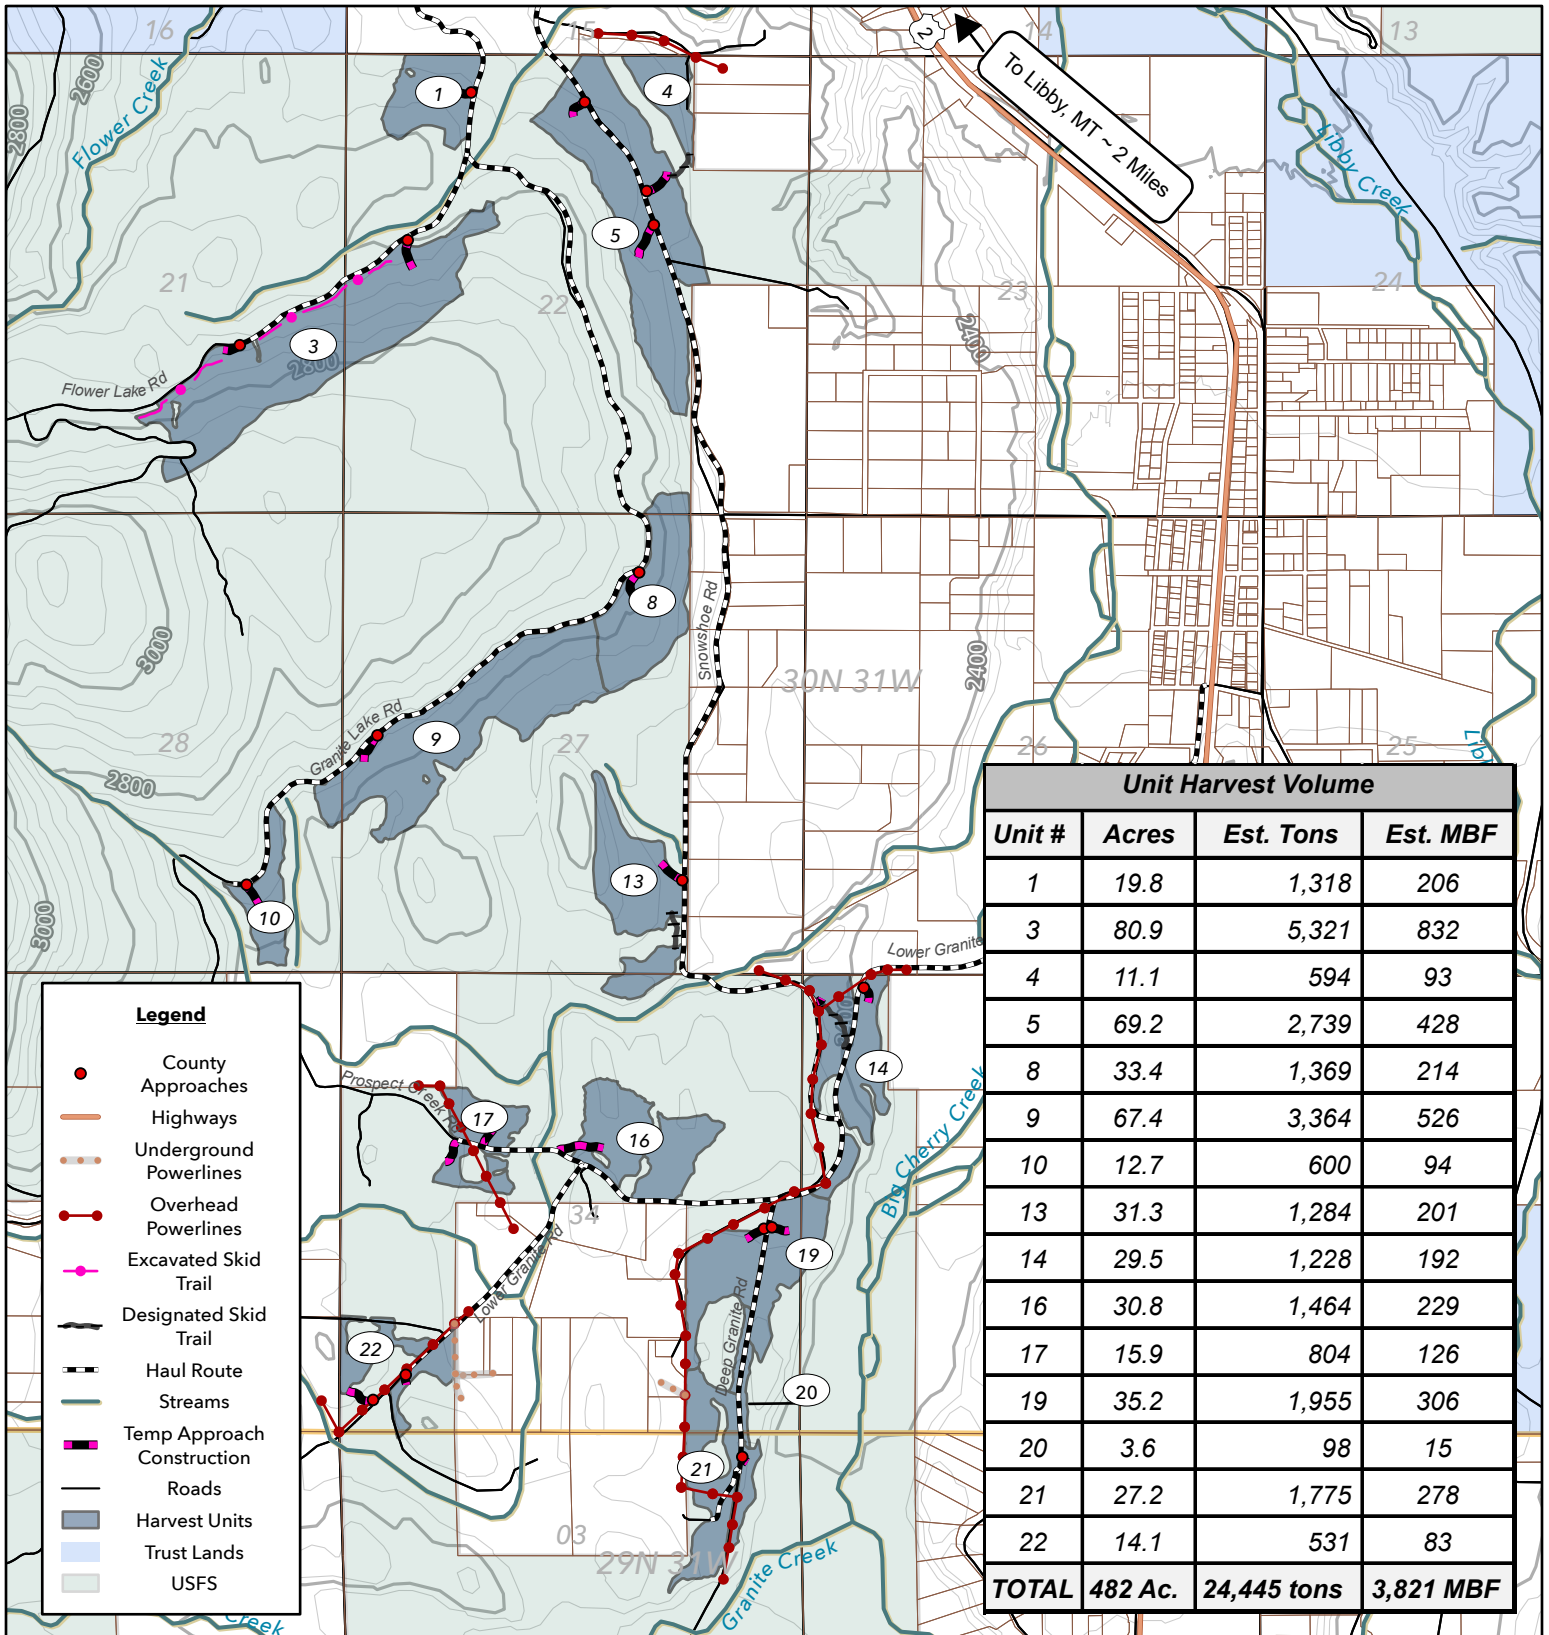 16
15
14
13
2
To Libby, MT ~ 2 Miles
2600
2800
Flower Creek
Libby Creek
1
4
5
21
22
23
24
3
2800
2400
Flower Lake Rd
8
Snowshoe Rd
3000
30N 31W
2400
28
Granite Lake Rd
9
27
26
25
2800
13
10
3000
Lower Granite
14
Big Cherry Creek
Prospect Creek R
17
16
34
19
Lower Granite Rd
Deep Granite Rd
22
20
21
03
29N 31W
Granite Creek
Creek
Legend
County
Approaches
Highways
Underground
Powerlines
Overhead
Powerlines
Excavated Skid
Trail
Designated Skid
Trail
Haul Route
Streams
Temp Approach
Construction
Roads
Harvest Units
Trust Lands
USFS
Unit Harvest Volume
Unit # Acres Est. Tons Est. MBF
1 19.8 1,318 206
3 80.9 5,321 832
4 11.1 594 93
5 69.2 2,739 428
8 33.4 1,369 214
9 67.4 3,364 526
10 12.7 600 94
13 31.3 1,284 201
14 29.5 1,228 192
16 30.8 1,464 229
17 15.9 804 126
19 35.2 1,955 306
20 3.6 98 15
21 27.2 1,775 278
22 14.1 531 83
TOTAL 482 Ac. 24,445 tons 3,821 MBF